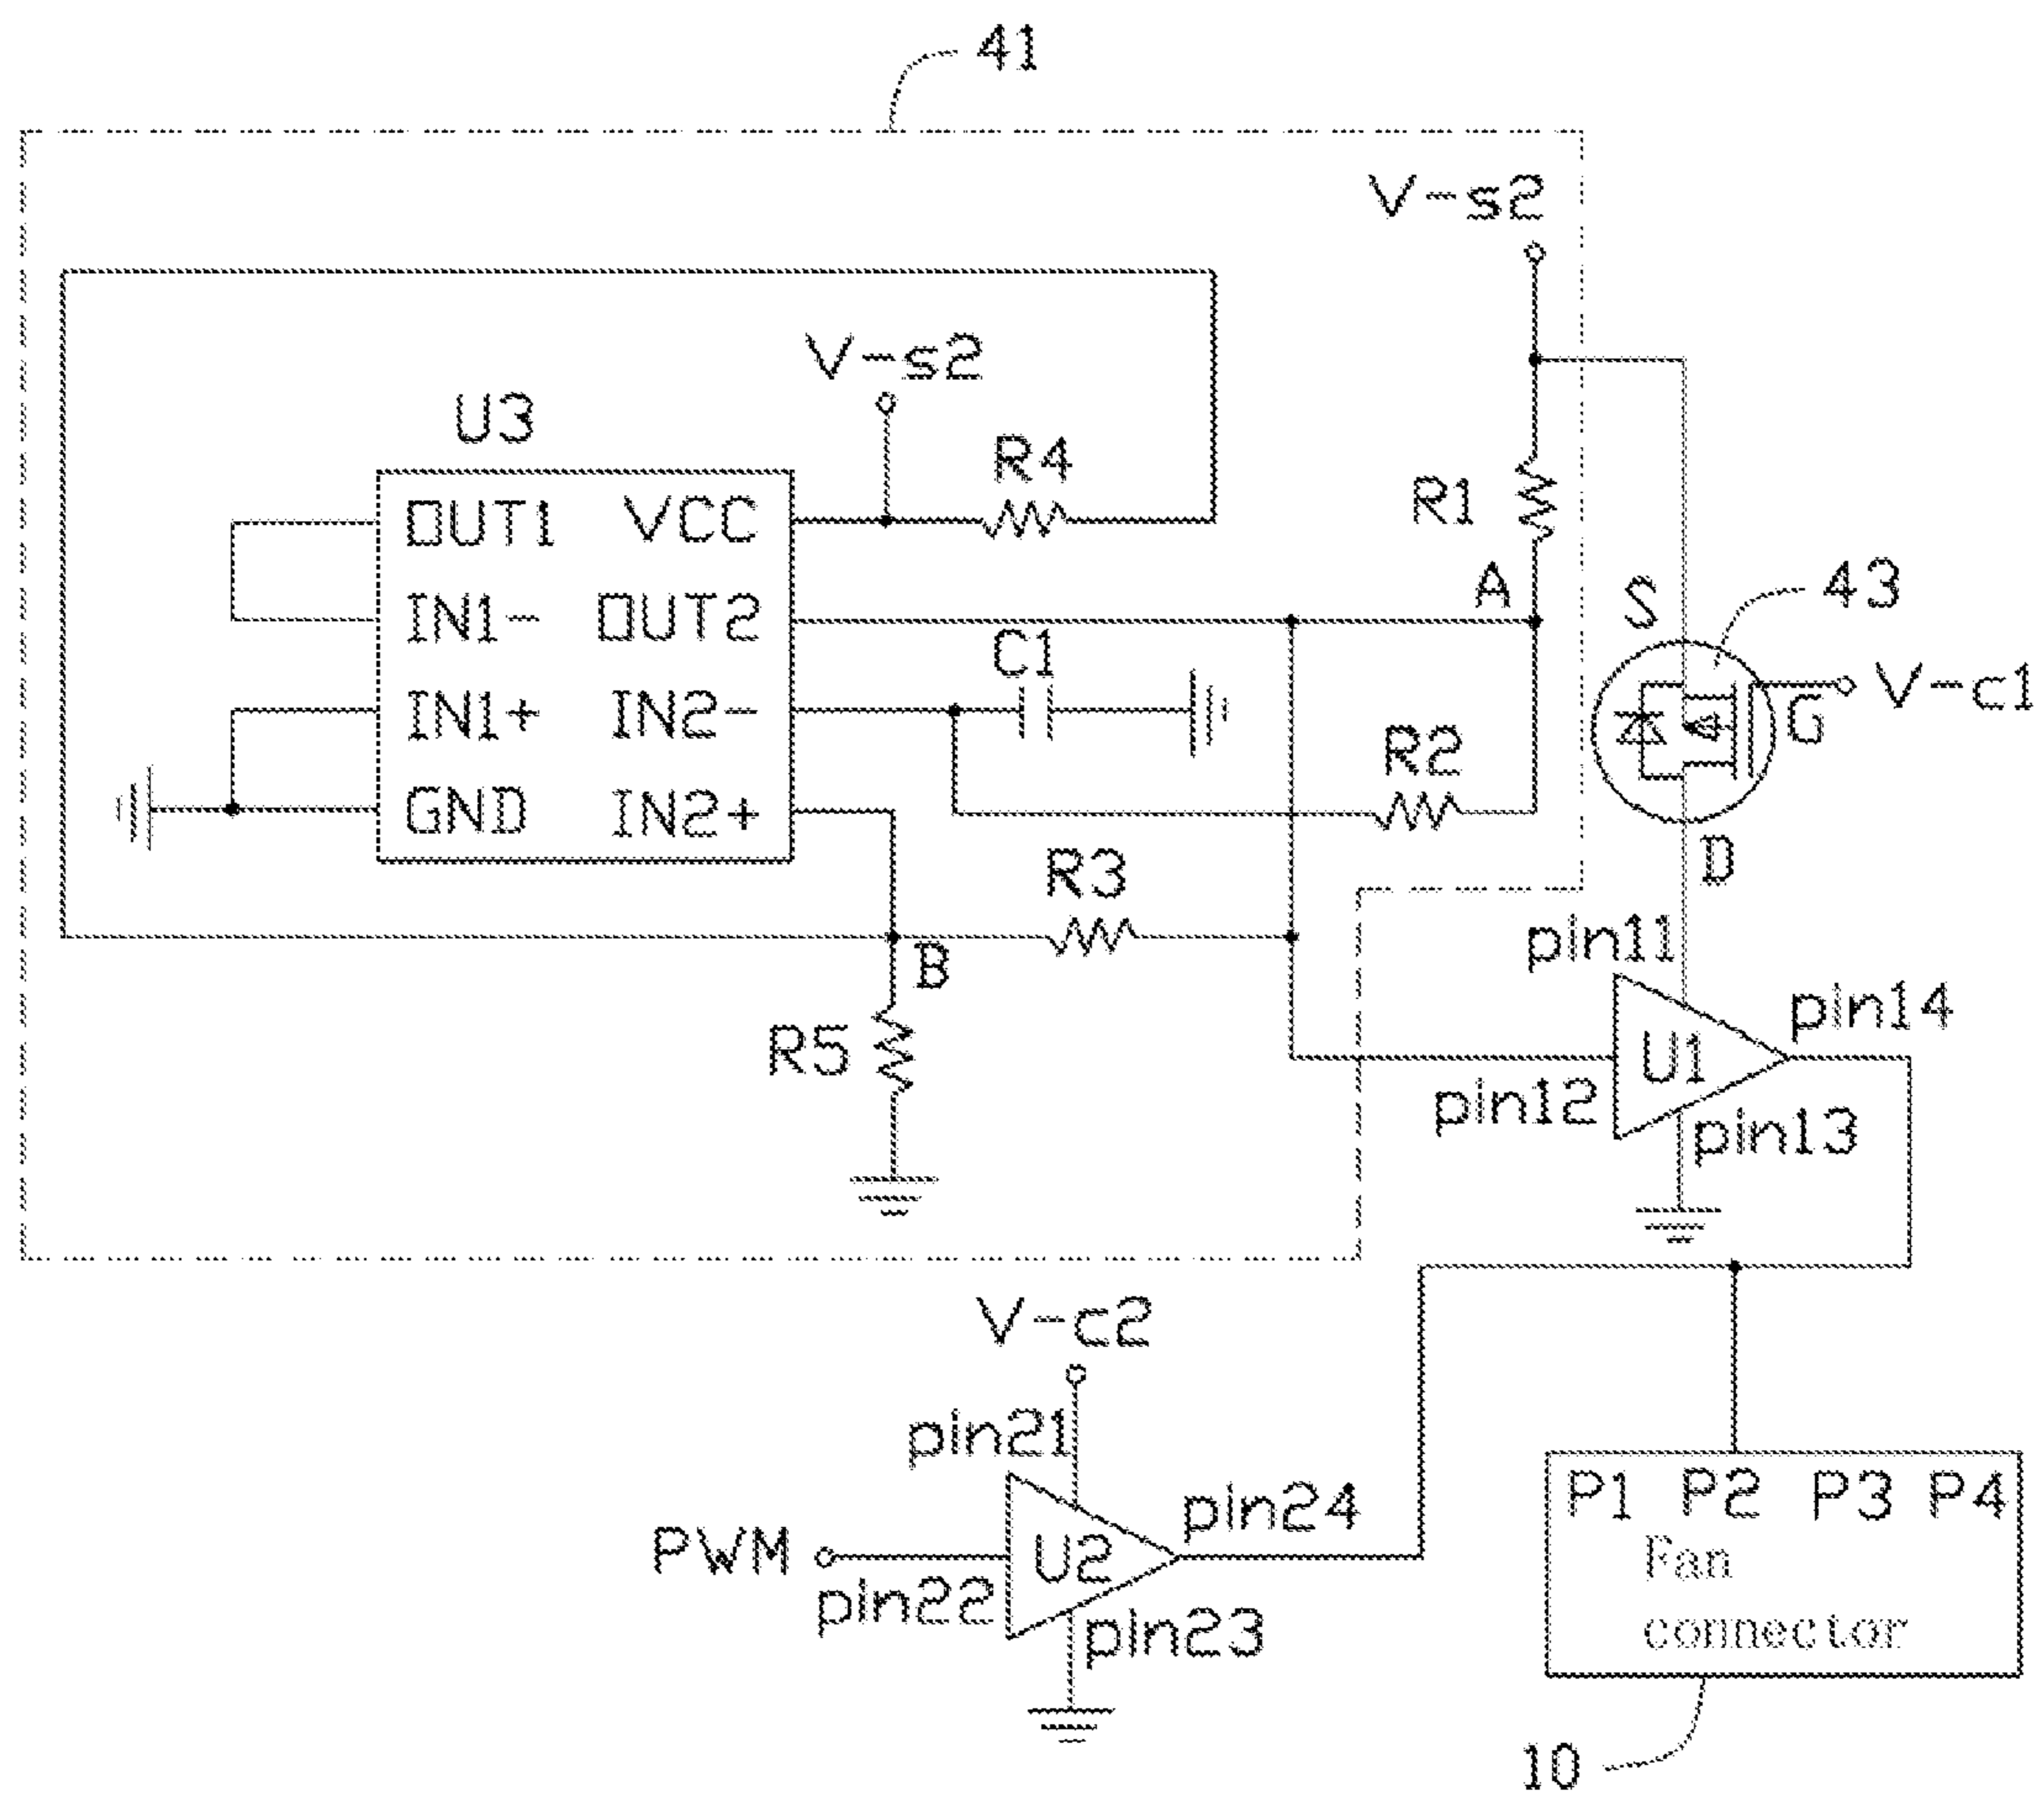 41
V-s2
V-s2
U3
R4
R1
OUT1 VCC
A
S
43
IN1- OUT2
C1
V-c1
IN1+ IN2-
G
R2
GND IN2+
D
R3
pin11
B
pin14
R5
U1
pin12
pin13
V-c2
pin21
P1 P2 P3 P4
pin24
PWM
U2
Fan
pin22
connector
pin23
10